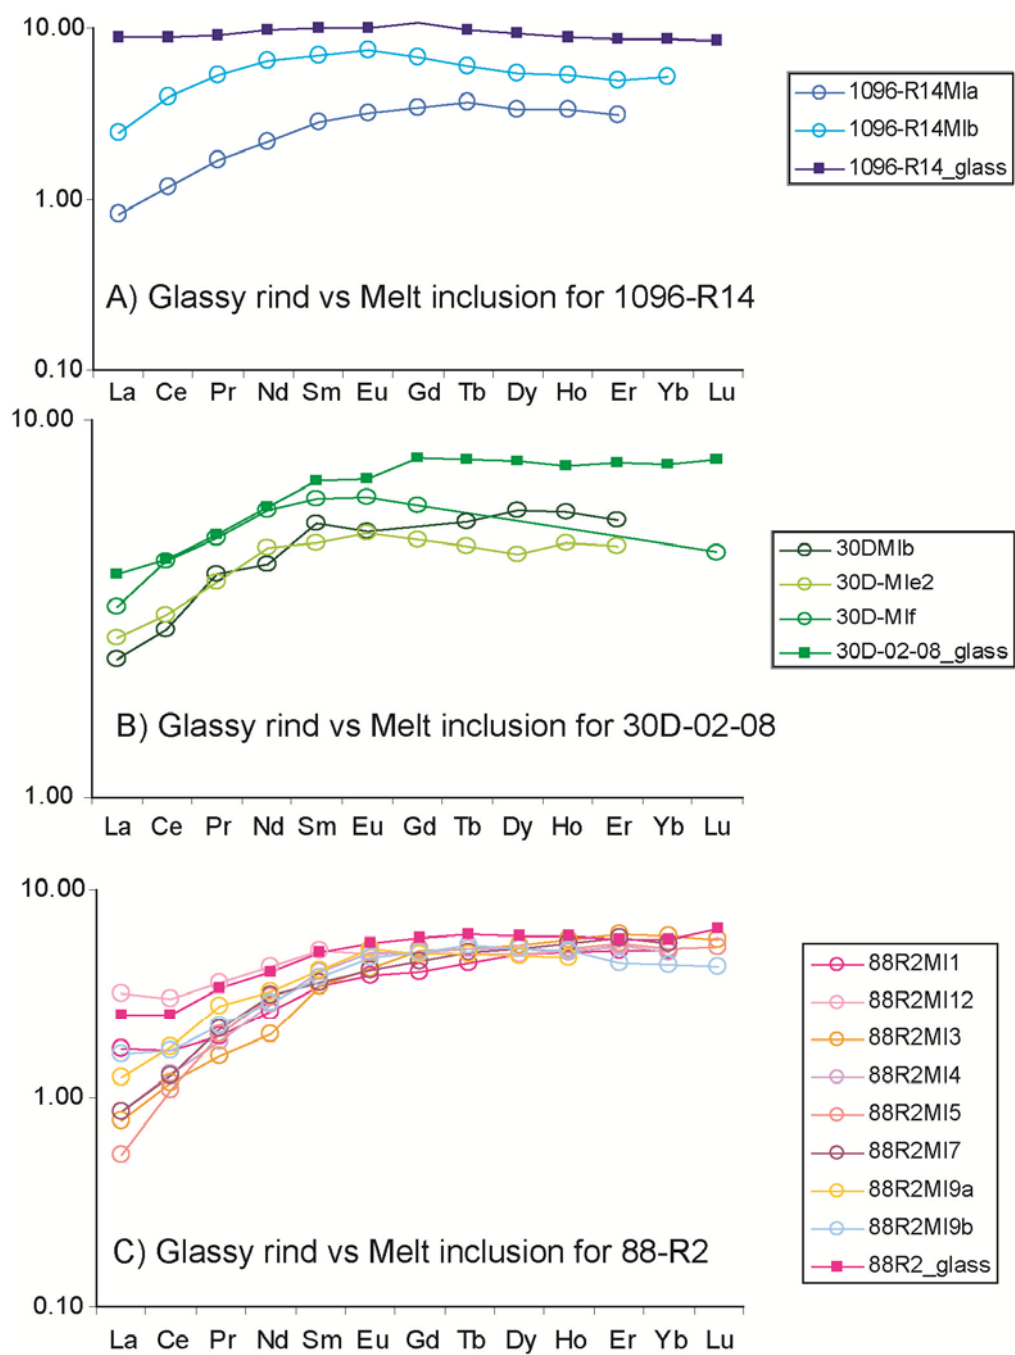 10.00
1.00
0.10
La Ce Pr Nd Sm Eu Gd Tb Dy Ho Er Yb Lu
A) Glassy rind vs Melt inclusion for 1096-R14
1096-R14MIa
1096-R14MIb
1096-R14_glass
10.00
1.00
La Ce Pr Nd Sm Eu Gd Tb Dy Ho Er Yb Lu
B) Glassy rind vs Melt inclusion for 30D-02-08
30DMIb
30D-MIe2
30D-MIf
30D-02-08_glass
10.00
1.00
0.10
La Ce Pr Nd Sm Eu Gd Tb Dy Ho Er Yb Lu
C) Glassy rind vs Melt inclusion for 88-R2
88R2MI1
88R2MI12
88R2MI3
88R2MI4
88R2MI5
88R2MI7
88R2MI9a
88R2MI9b
88R2_glass